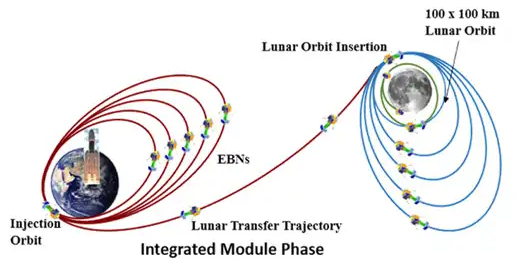 100 x 100 km
Lunar Orbit
Lunar Orbit Insertion
EBNs
Injection
Orbit
Lunar Transfer Trajectory
Integrated Module Phase